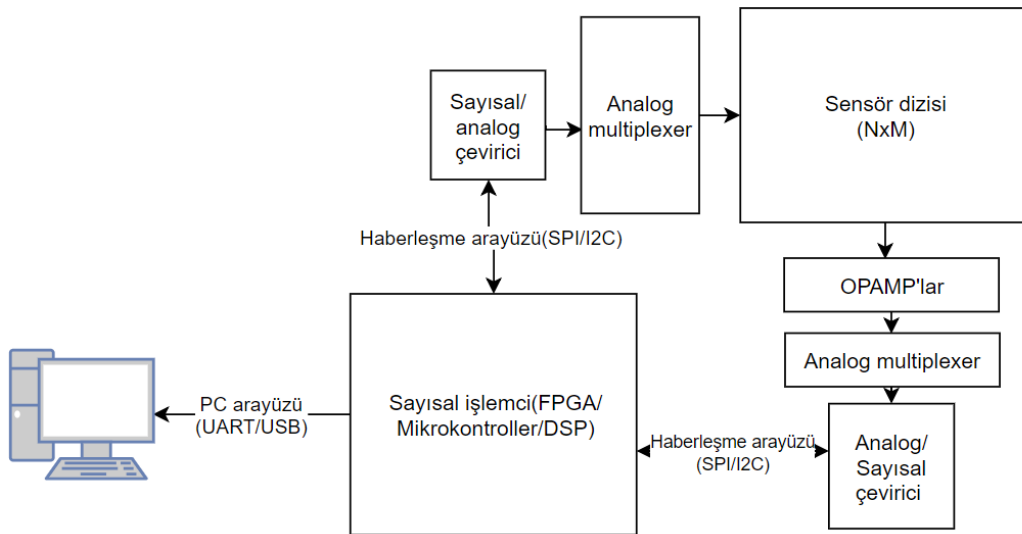 Sayısal/
analog
çevirici
Analog
multiplexer
Sensör dizisi
(NxM)
Haberleşme arayüzü(SPI/I2C)
OPAMP'lar
Analog multiplexer
PC arayüzü
(UART/USB)
Sayısal işlemci(FPGA/
Mikrokontroller/DSP)
Haberleşme arayüzü
(SPI/I2C)
Analog/
Sayısal
çevirici